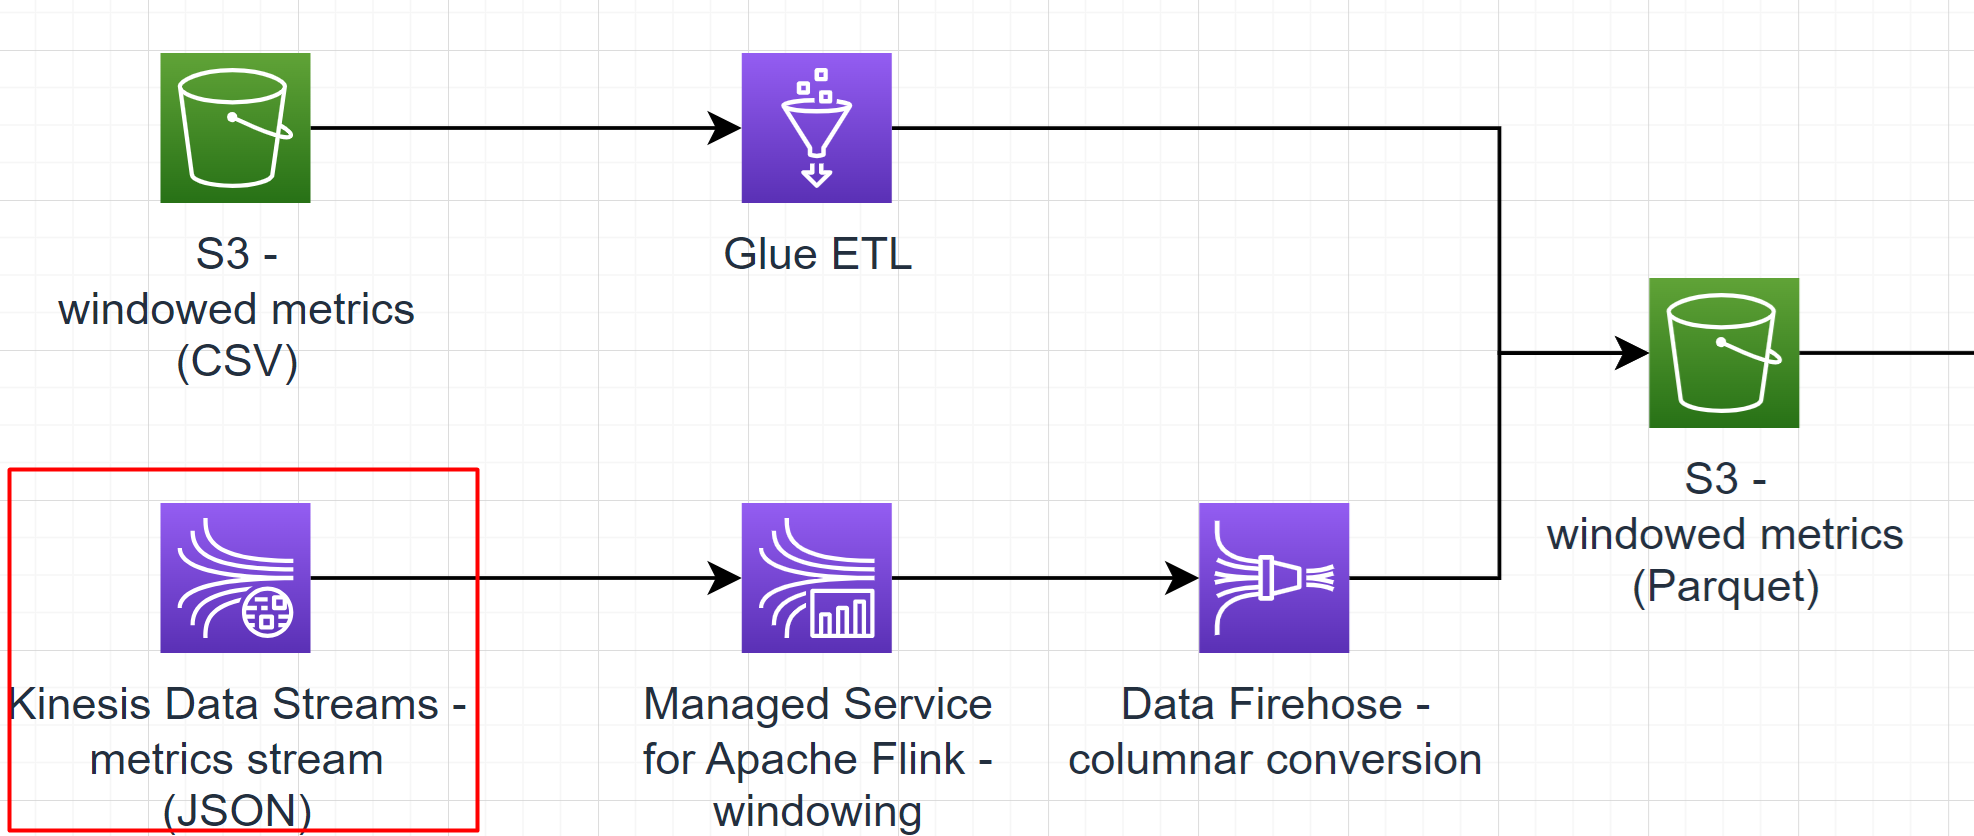 S3 -
windowed metrics
(CSV)
Glue ETL
S3 -
windowed metrics
(Parquet)
Kinesis Data Streams -
metrics stream
(JSON)
Managed Service
for Apache Flink -
windowing
Data Firehose -
columnar conversion